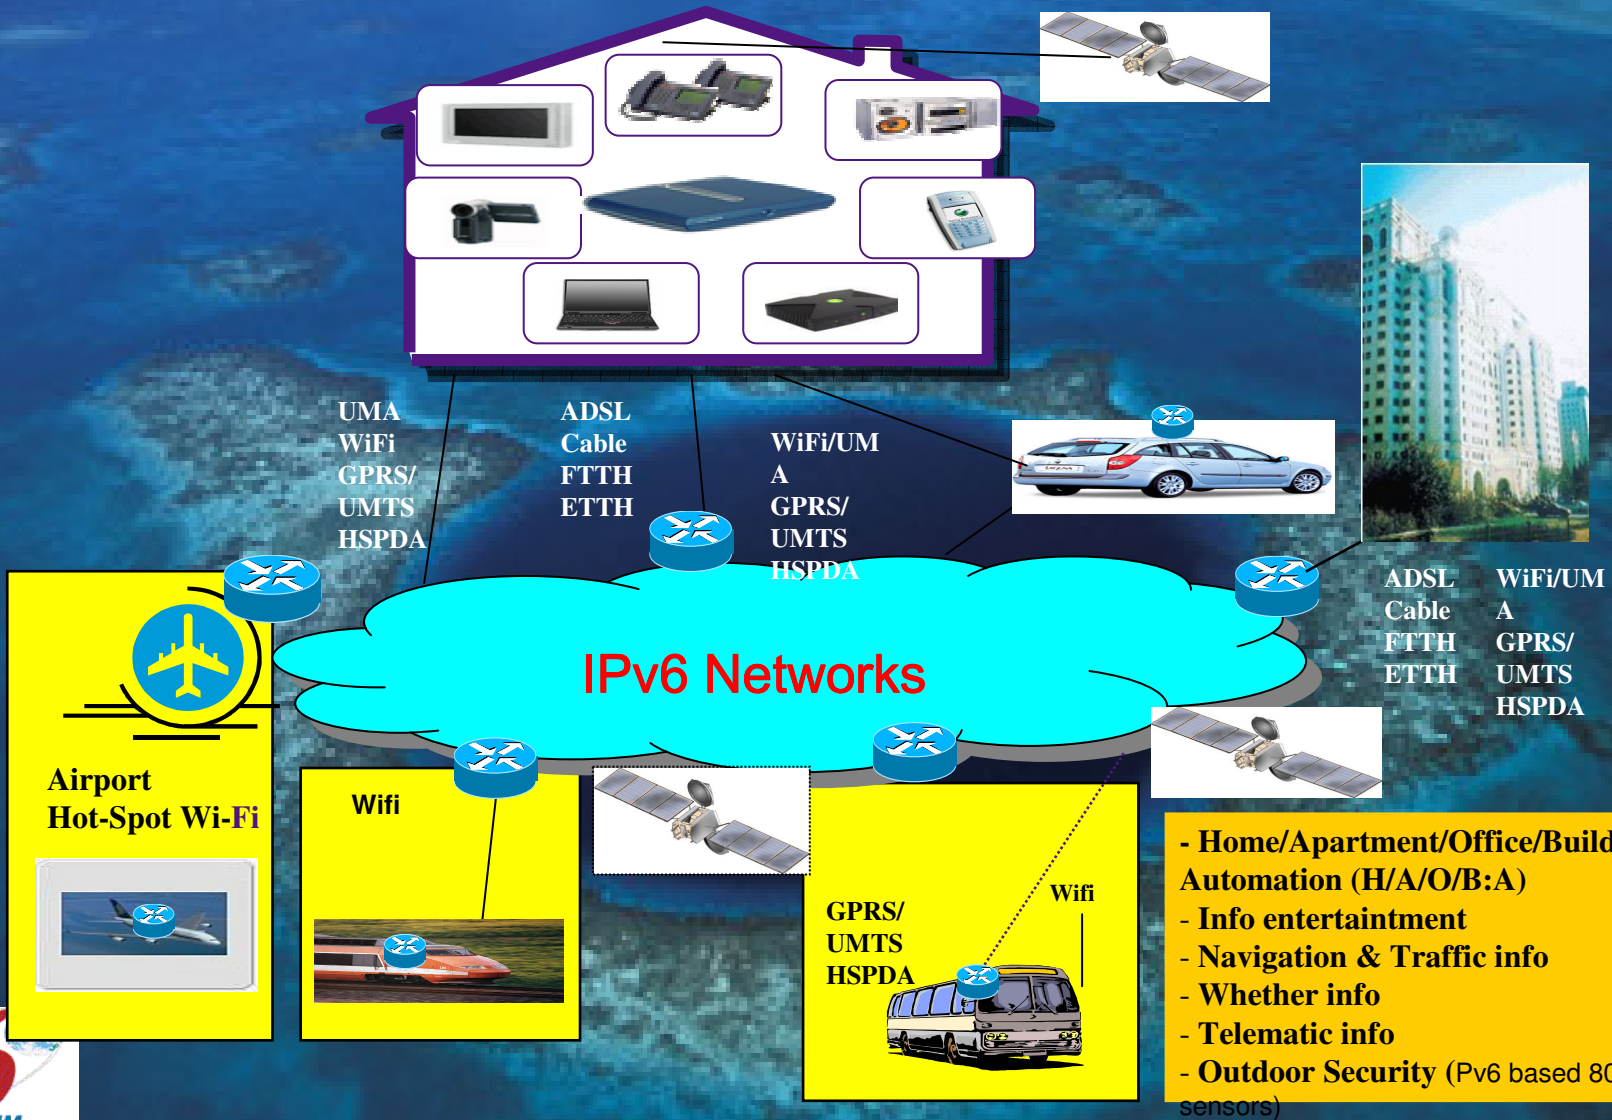 UMA
WiFi
GPRS/
UMTS
HSPDA
ADSL
Cable
FTTH
ETTH
WiFi/UM
A
GPRS/
UMTS
HSPDA
LAGUNA
ADSL
Cable
FTTH
ETTH
WiFi/UM
A
GPRS/
UMTS
HSPDA
IPv6 Networks
Airport
Hot-Spot Wi-Fi
Wifi
GPRS/
UMTS
HSPDA
Wifi
- Home/Apartment/Office/Build
Automation (H/A/O/B:A)
- Info entertaintment
- Navigation & Traffic info
- Whether info
- Telematic info
- Outdoor Security (Pv6 based 80
sensors)